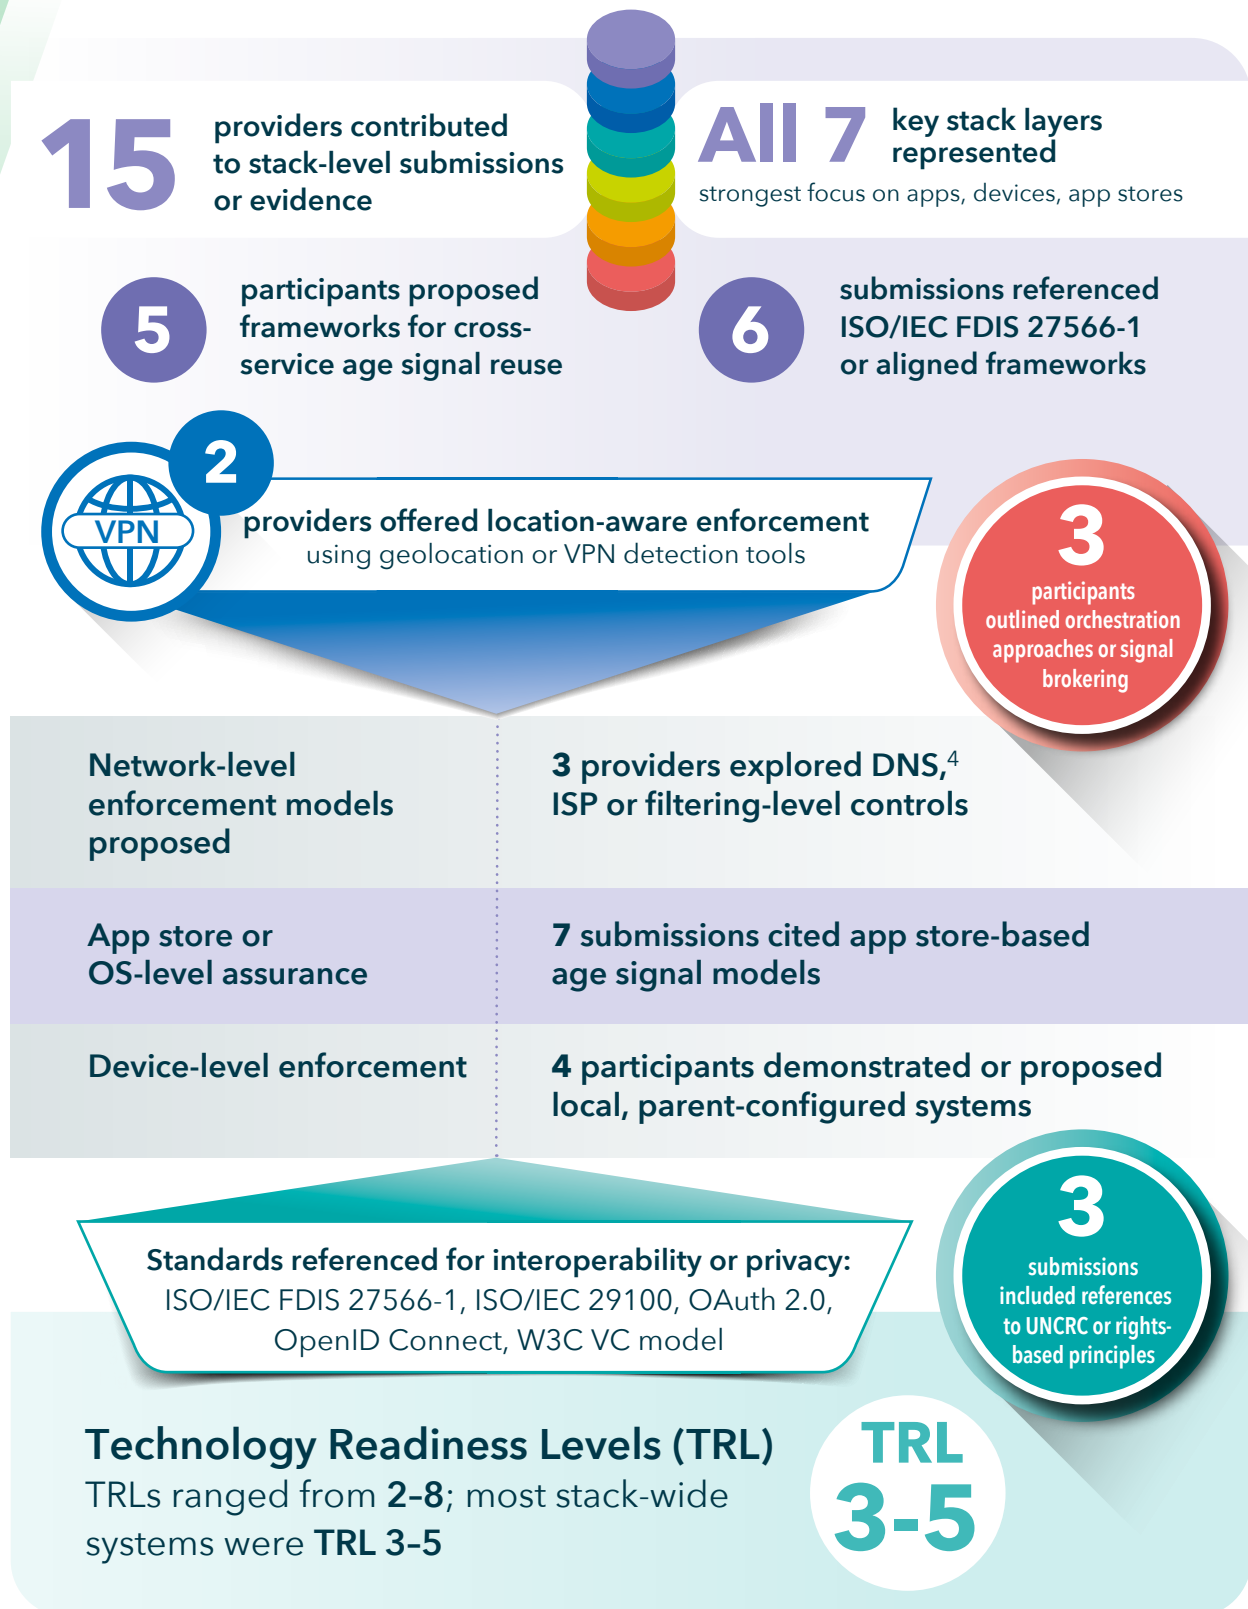 15
providers contributed
to stack-level submissions
or evidence
All 7
key stack layers
represented
strongest focus on apps, devices, app stores
5
participants proposed
frameworks for cross-
service age signal reuse
6
submissions referenced
ISO/IEC FDIS 27566-1
or aligned frameworks
VPN
2
providers offered location-aware enforcement
using geolocation or VPN detection tools
3
participants
outlined orchestration
approaches or signal
brokering
Network-level
enforcement models
proposed
3 providers explored DNS,⁴
ISP or filtering-level controls
App store or
OS-level assurance
7 submissions cited app store-based
age signal models
Device-level enforcement
4 participants demonstrated or proposed
local, parent-configured systems
Standards referenced for interoperability or privacy:
ISO/IEC FDIS 27566-1, ISO/IEC 29100, OAuth 2.0,
OpenID Connect, W3C VC model
3
submissions
included references
to UNCRC or rights-
based principles
Technology Readiness Levels (TRL)
TRLs ranged from 2–8; most stack-wide
systems were TRL 3–5
TRL
3-5